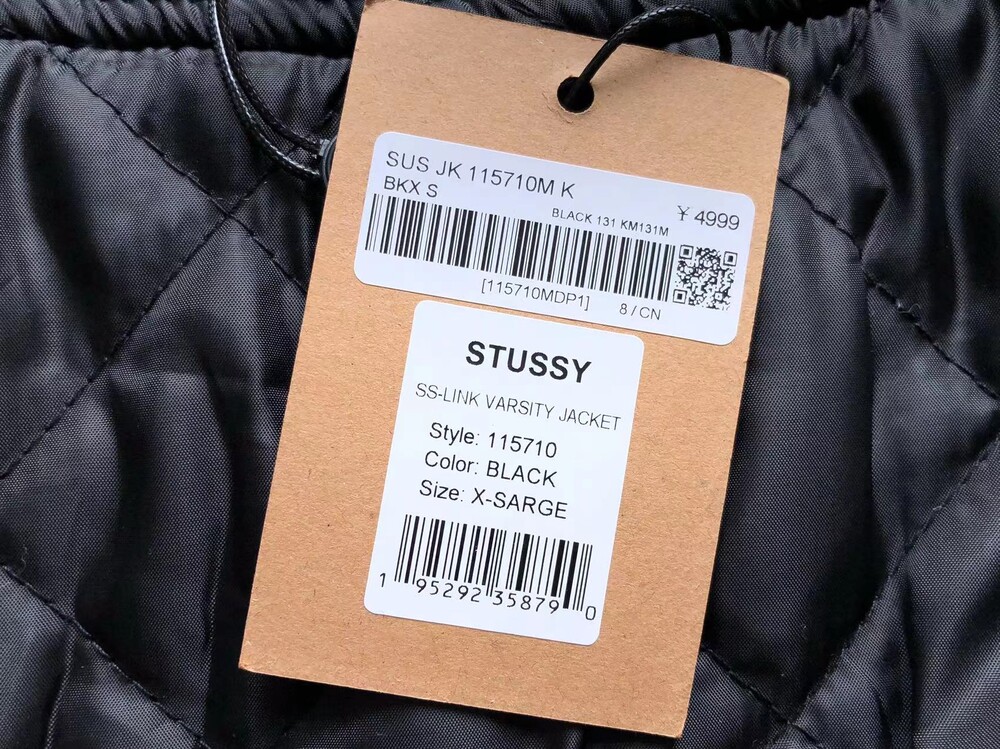 SUS JK 115710M K
BKX S
¥ 4999
BLACK 131 KM131M
[115710MDP1]
8 / CN
STUSSY
SS-LINK VARSITY JACKET
Style: 115710
Color: BLACK
Size: X-SARGE
1 95292 35879 0